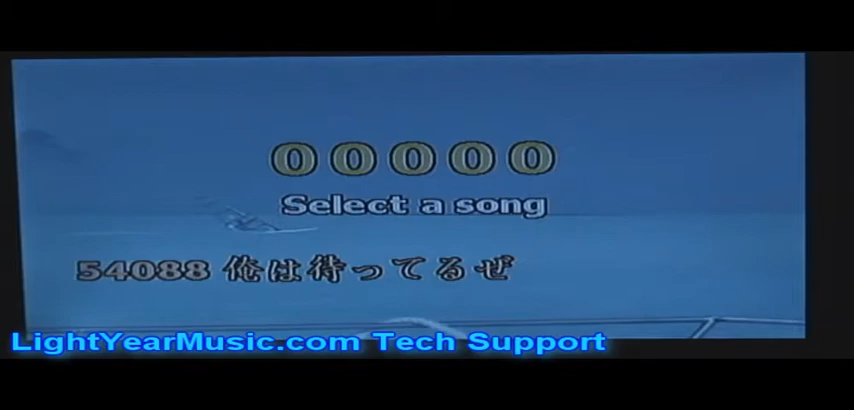 00000
Select a song
54088 俺は待ってるぜ
LightYearMusic.com Tech Support